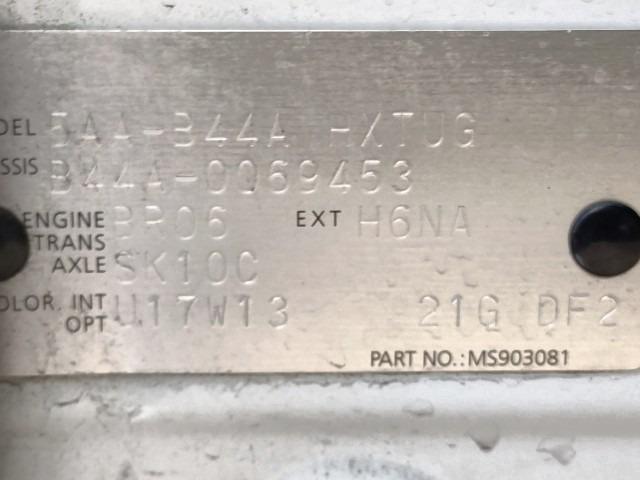 DEL 5AA-B44A HXTUG
SSIS B44A-0069453
ENGINE BR06 EXT H6NA
TRANS
AXLE SK10C
OLOR. INT U17W13 21G DF2
OPT
PART NO.:MS903081